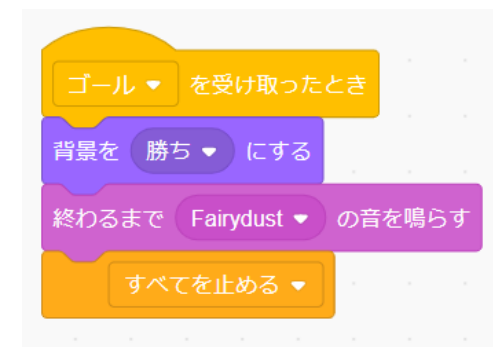 ゴール を受け取ったとき
背景を 勝ち にする
終わるまで Fairydust の音を鳴らす
すべてを止める